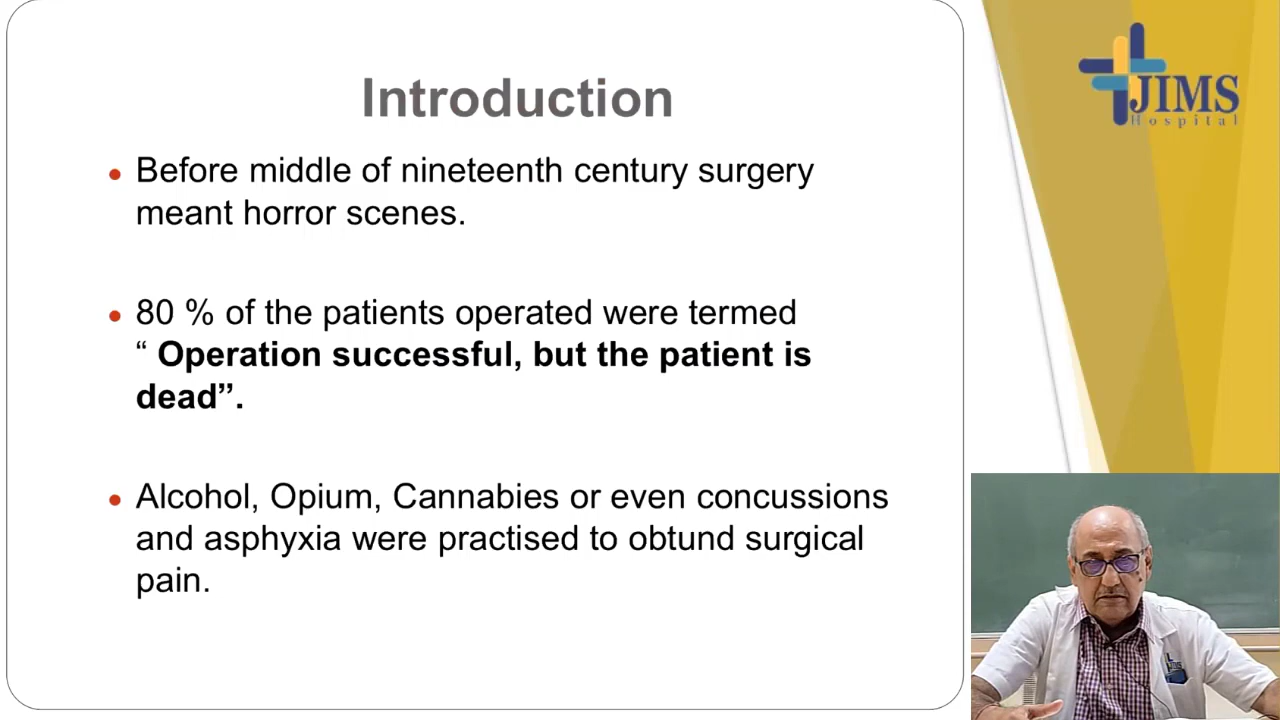 Introduction
JIMS
Hospital
• Before middle of nineteenth century surgery
meant horror scenes.
• 80 % of the patients operated were termed
“ Operation successful, but the patient is
dead”.
• Alcohol, Opium, Cannabies or even concussions
and asphyxia were practised to obtund surgical
pain.
JIMS